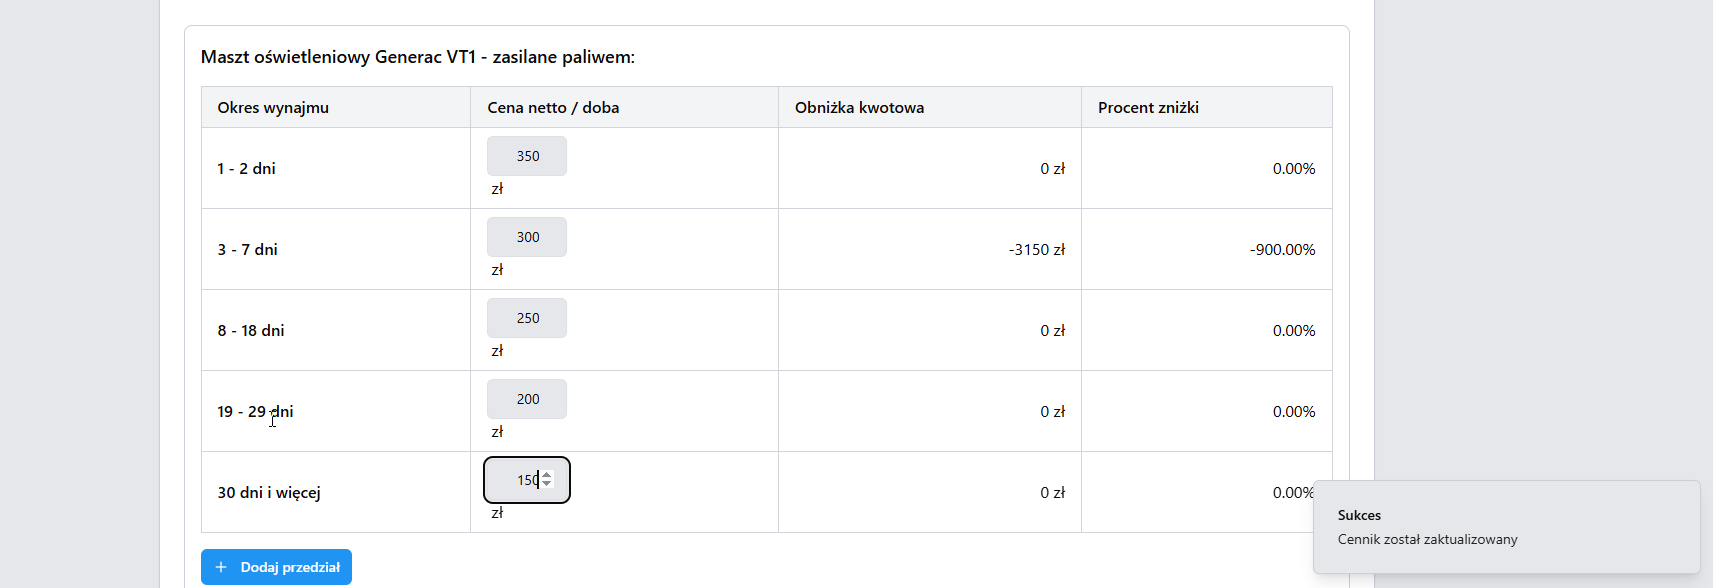 Maszt oświetleniowy Generac VT1 - zasilane paliwem:
Okres wynajmu Cena netto / doba Obniżka kwotowa Procent zniżki
1 - 2 dni 350 zł 0 zł 0.00%
3 - 7 dni 300 zł -3150 zł -900.00%
8 - 18 dni 250 zł 0 zł 0.00%
19 - 29 dni 200 zł 0 zł 0.00%
30 dni i więcej 150 zł 0 zł 0.00%
+ Dodaj przedział
Sukces
Cennik został zaktualizowany